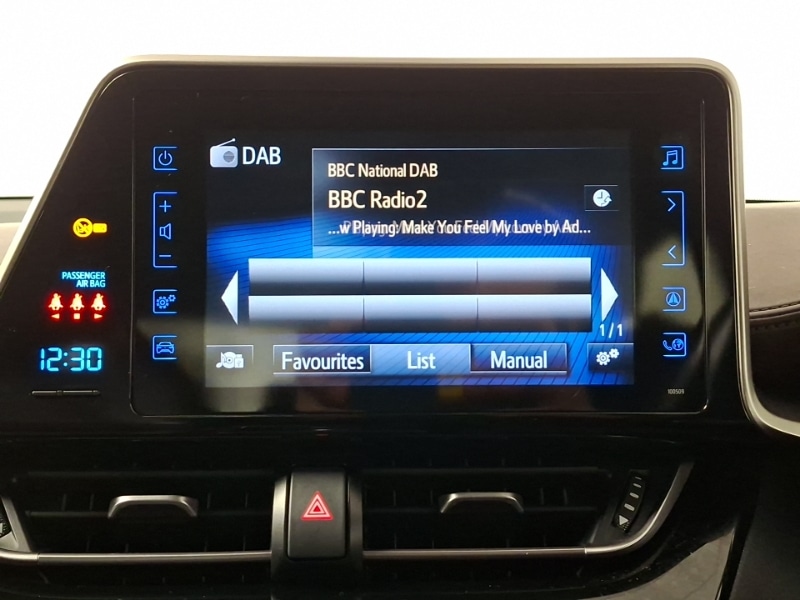 DAB
BBC National DAB
BBC Radio2
...w Playing: Make You Feel My Love by Ad...
PASSENGER
AIR BAG
12:30
1 / 1
Favourites List Manual
100509